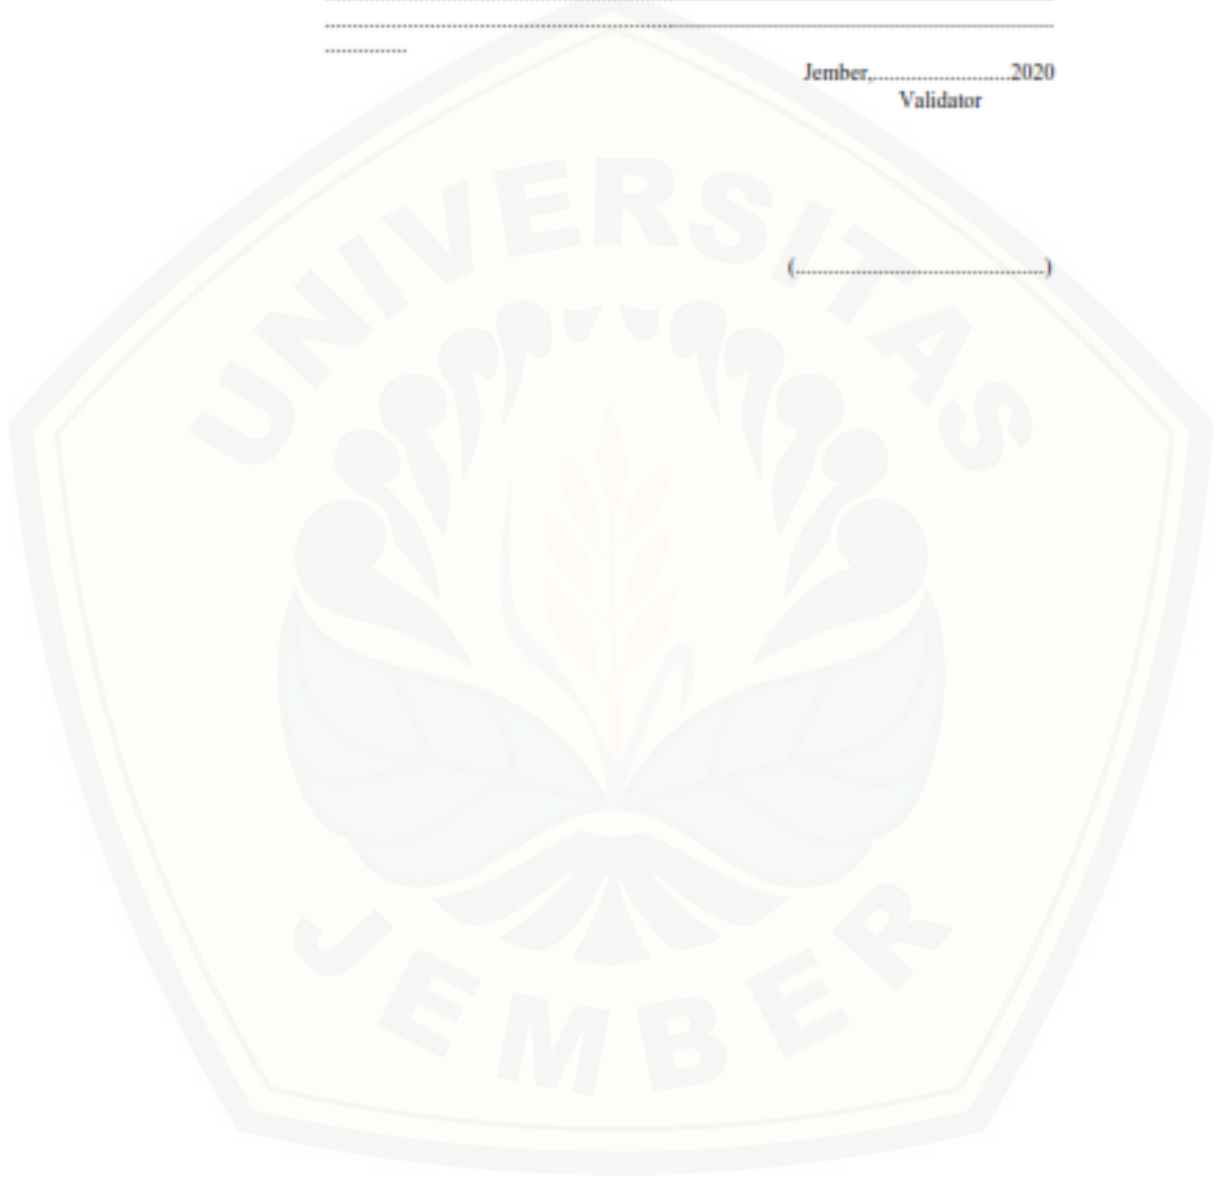 ................................................................................................................................
................................................................................................................................
...............
Jember,.........................2020
Validator
(.............................................)
UNIVERSITAS
JEMBER